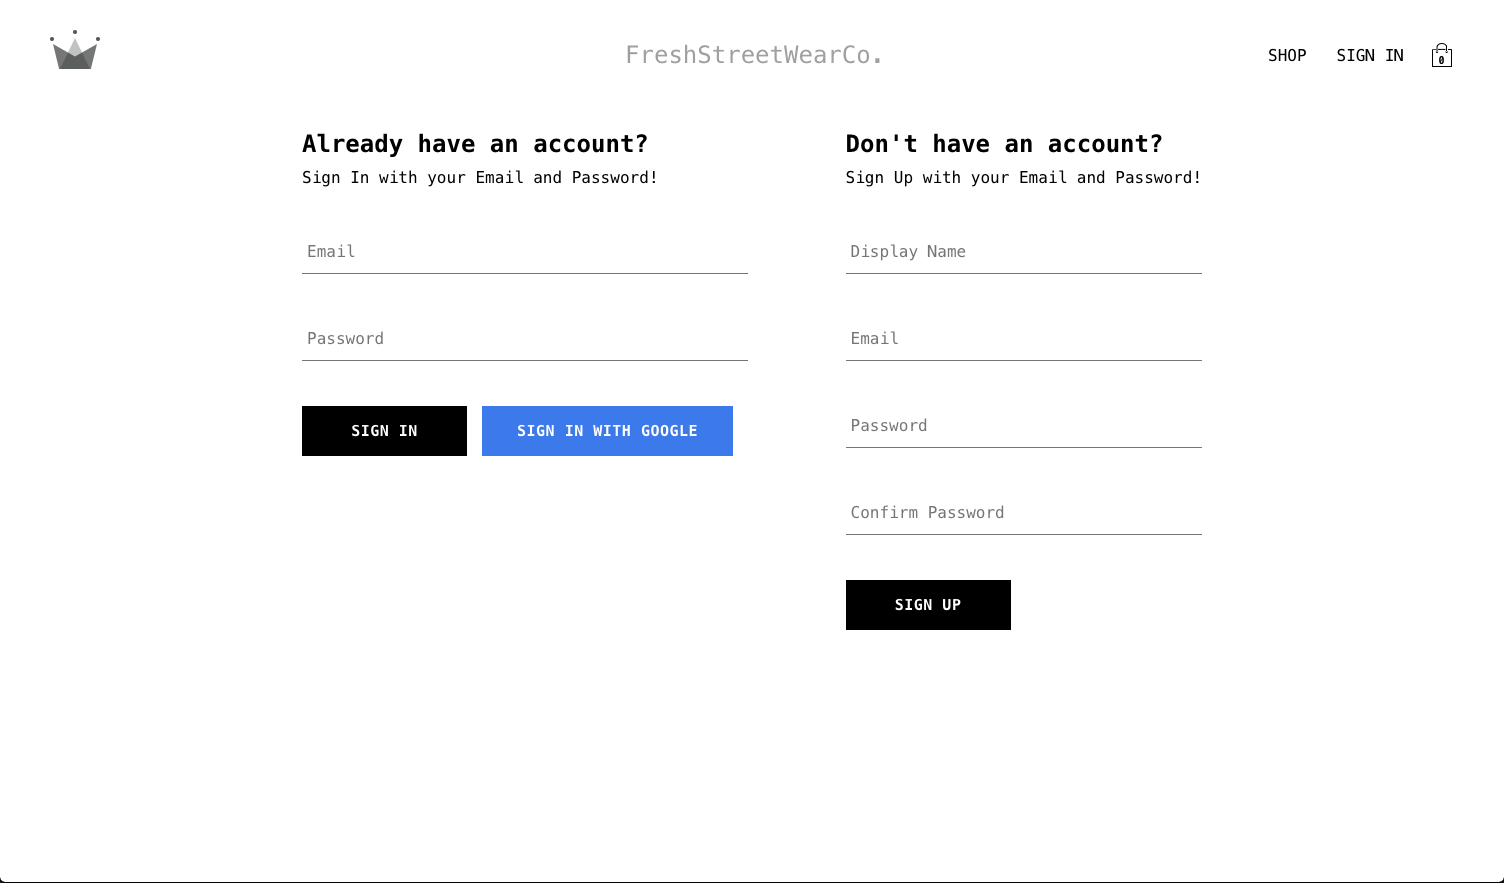 FreshStreetWearCo.
SHOP
SIGN IN
0
Already have an account?
Sign In with your Email and Password!
Email
Password
SIGN IN
SIGN IN WITH GOOGLE
Don't have an account?
Sign Up with your Email and Password!
Display Name
Email
Password
Confirm Password
SIGN UP